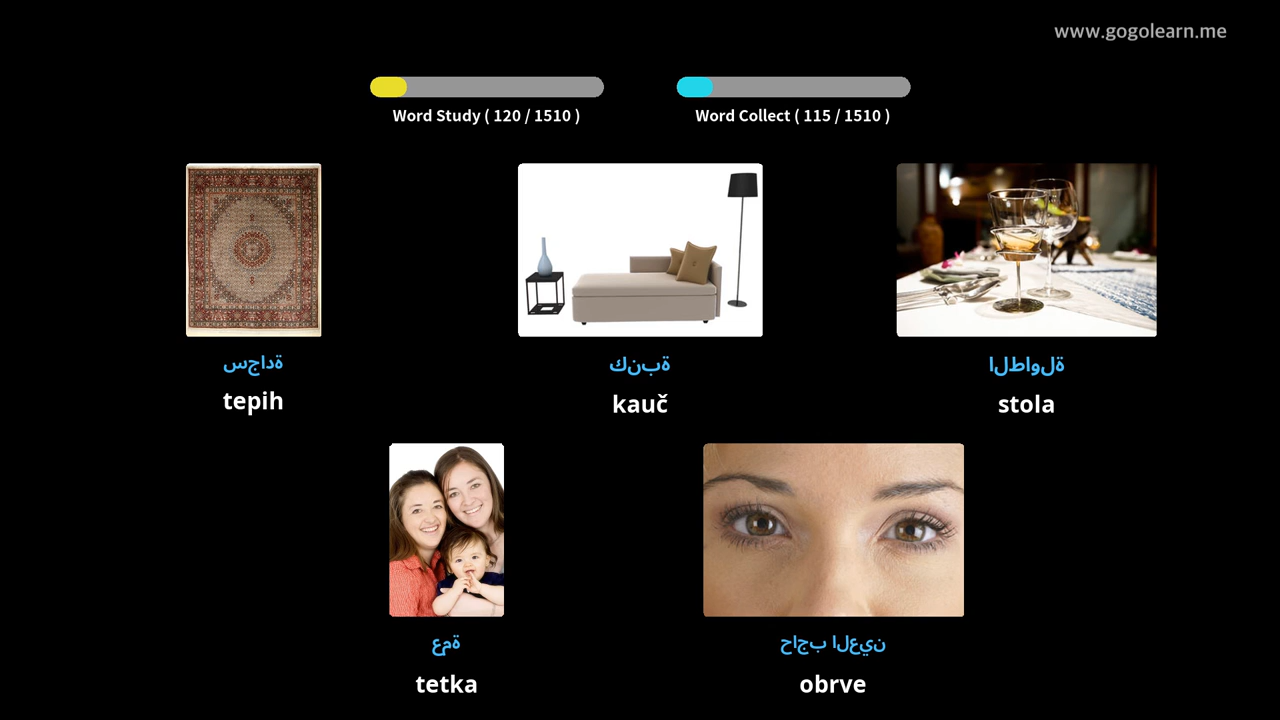 www.gogolearn.me
Word Study ( 120 / 1510 )
Word Collect ( 115 / 1510 )
سجادة
كنبة
الطاولة
tepih
kauč
stola
عمة
حاجب العين
tetka
obrve